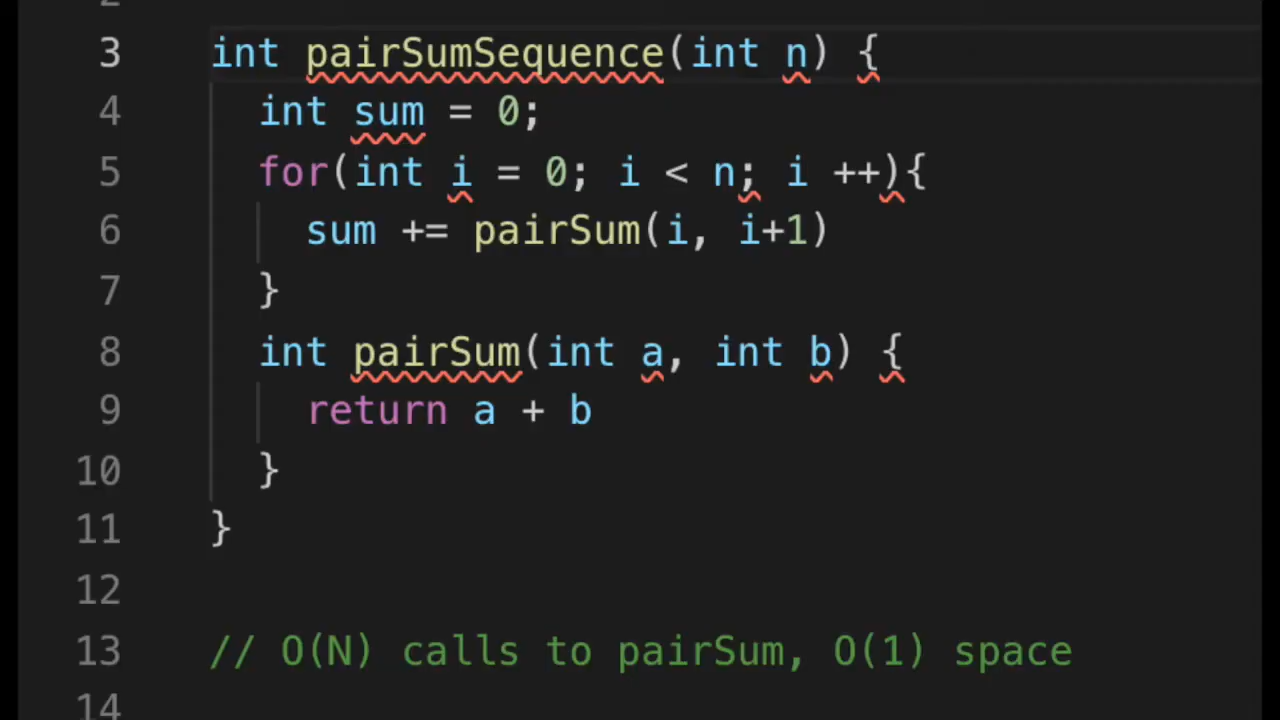 3 int pairSumSequence(int n) {
4 int sum = 0;
5 for(int i = 0; i < n; i ++){
6 sum += pairSum(i, i+1)
7 }
8 int pairSum(int a, int b) {
9 return a + b
10 }
11 }
12
13 // O(N) calls to pairSum, O(1) space
14